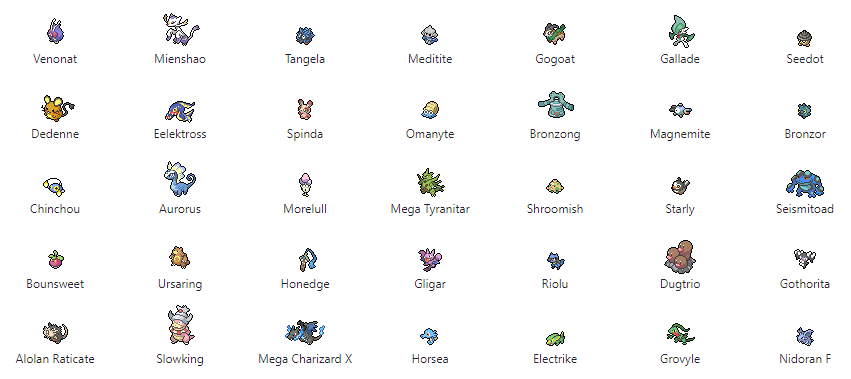 Venonat Mienshao Tangela Meditite Gogoat Gallade Seedot
Dedenne Eelektross Spinda Omanyte Bronzong Magnemite Bronzor
Chinchou Aurorus Morelull Mega Tyranitar Shroomish Starly Seismitoad
Bounsweet Ursaring Honedge Gligar Riolu Dugtrio Gothorita
Alolan Raticate Slowking Mega Charizard X Horsea Electrike Grovyle Nidoran F